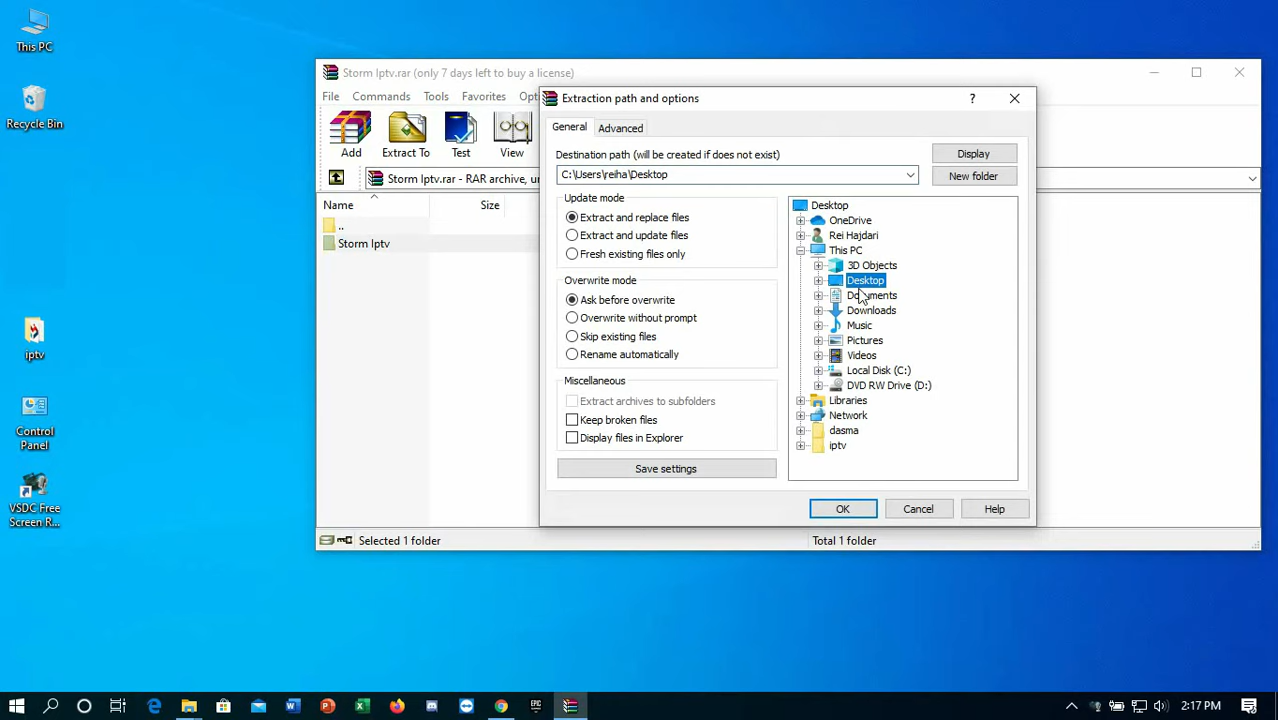 This PC
Recycle Bin
iptv
Control
Panel
VSDC Free
Screen R...
Storm Iptv.rar (only 7 days left to buy a license)
File Commands Tools Favorites Opt
Add Extract To Test View
Storm Iptv.rar - RAR archive, un
Name Size
..
Storm Iptv
Selected 1 folder Total 1 folder
Extraction path and options ?
General Advanced
Destination path (will be created if does not exist)
C:\Users\reiha\Desktop
Display
New folder
Update mode
Extract and replace files
Extract and update files
Fresh existing files only
Overwrite mode
Ask before overwrite
Overwrite without prompt
Skip existing files
Rename automatically
Miscellaneous
Extract archives to subfolders
Keep broken files
Display files in Explorer
Save settings
Desktop
OneDrive
Rei Hajdari
This PC
3D Objects
Desktop
Documents
Downloads
Music
Pictures
Videos
Local Disk (C:)
DVD RW Drive (D:)
Libraries
Network
dasma
iptv
OK Cancel Help
EPIC
2:17 PM